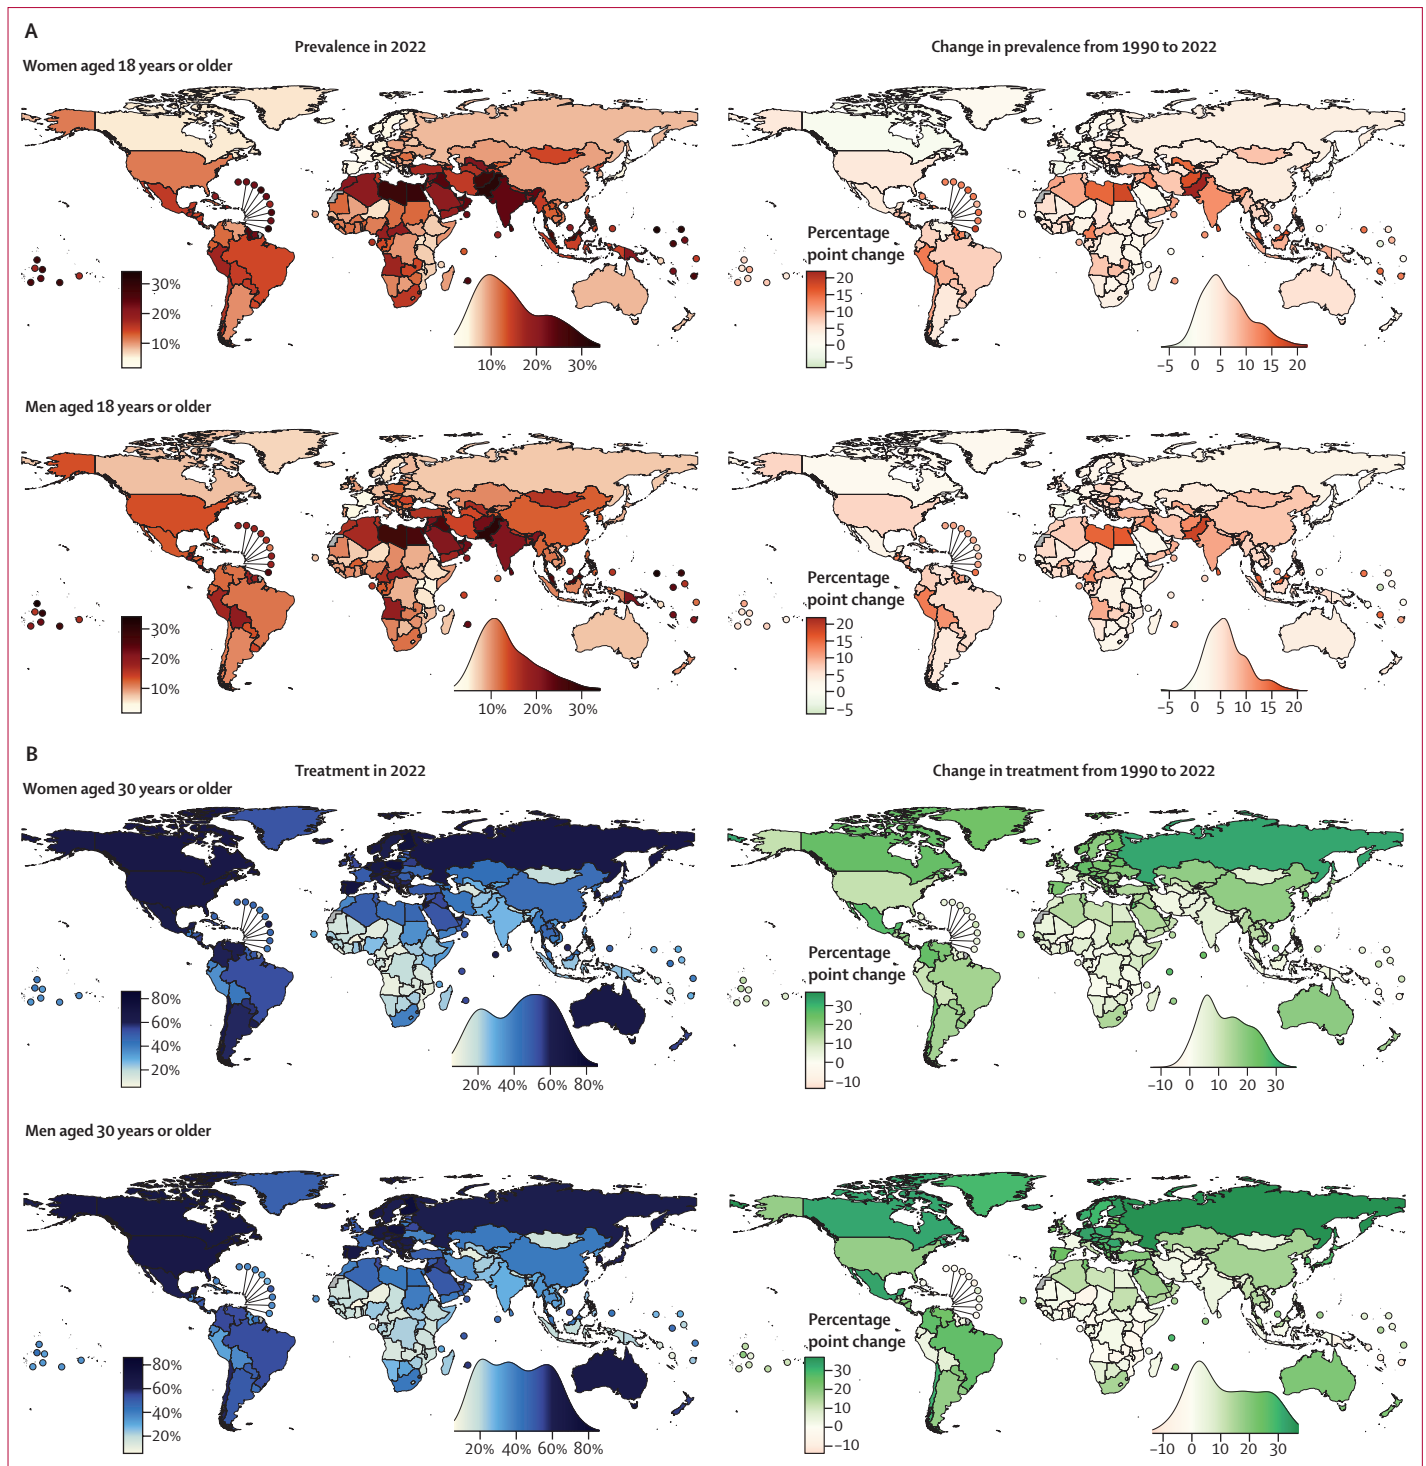 A
Prevalence in 2022
Change in prevalence from 1990 to 2022
Women aged 18 years or older
30%
20%
10%
10% 20% 30%
Percentage
point change
20
15
10
5
0
−5
−5 0 5 10 15 20
Men aged 18 years or older
30%
20%
10%
10% 20% 30%
Percentage
point change
20
15
10
5
0
−5
−5 0 5 10 15 20
B
Treatment in 2022
Change in treatment from 1990 to 2022
Women aged 30 years or older
80%
60%
40%
20%
20% 40% 60% 80%
Percentage
point change
30
20
10
0
−10
−10 0 10 20 30
Men aged 30 years or older
80%
60%
40%
20%
20% 40% 60% 80%
Percentage
point change
30
20
10
0
−10
−10 0 10 20 30